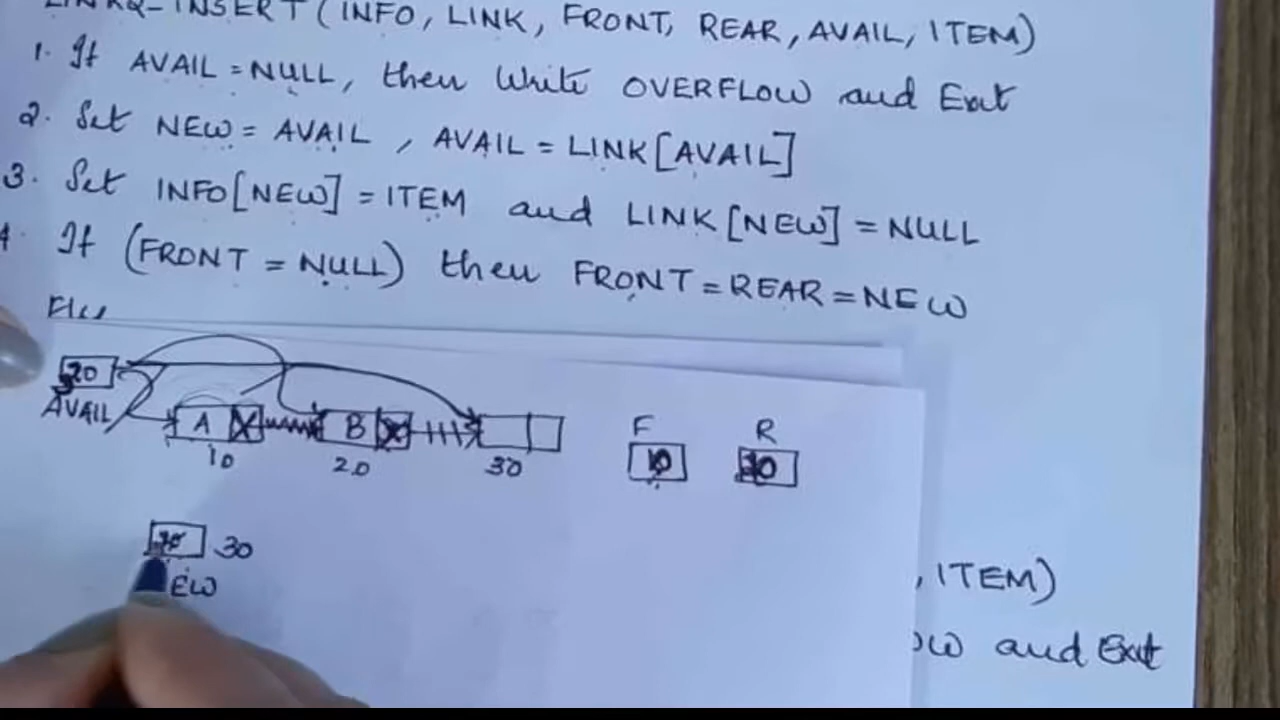 LINKQ-INSERT (INFO, LINK, FRONT, REAR, AVAIL, ITEM)
1. If AVAIL = NULL, then Write OVERFLOW and Exit
2. Set NEW = AVAIL, AVAIL = LINK[AVAIL]
3. Set INFO[NEW] = ITEM and LINK[NEW] = NULL
4. If (FRONT = NULL) then FRONT = REAR = NEW
AVAIL
A B
10 20 30
F R
10
30
EW
, ITEM)
ow and Exit